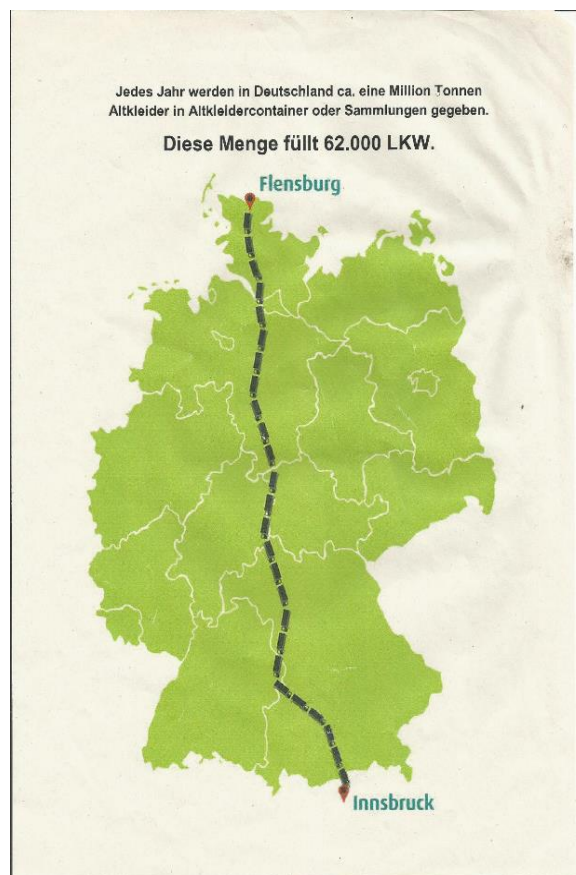 Jedes Jahr werden in Deutschland ca. eine Million Tonnen
Altkleider in Altkleidercontainer oder Sammlungen gegeben.
Diese Menge füllt 62.000 LKW.
Flensburg
Innsbruck